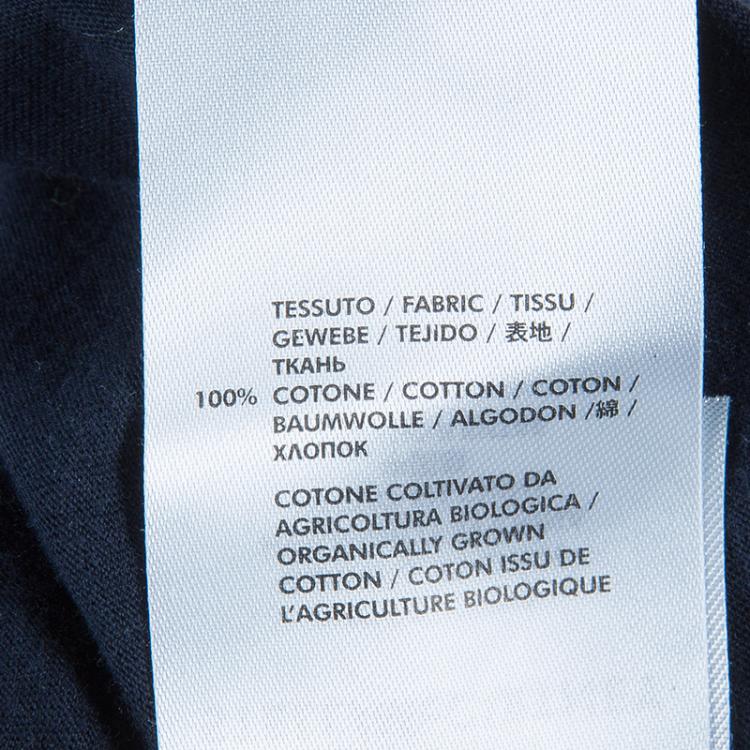 TESSUTO / FABRIC / TISSU /
GEWEBE / TEJIDO / 表地 /
ТКАНЬ
100% COTONE / COTTON / COTON /
BAUMWOLLE / ALGODON /綿 /
ХЛОПОК
COTONE COLTIVATO DA
AGRICOLTURA BIOLOGICA /
ORGANICALLY GROWN
COTTON / COTON ISSU DE
L'AGRICULTURE BIOLOGIQUE